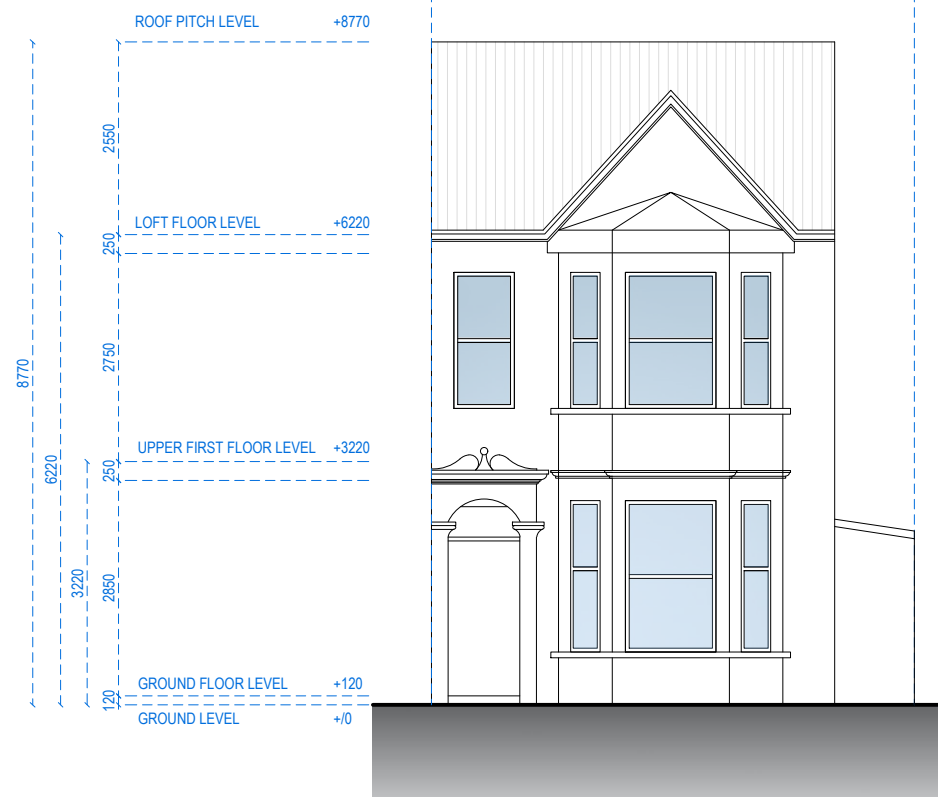 ROOF PITCH LEVEL +8770
2550
LOFT FLOOR LEVEL +6220
250
2750
8770
UPPER FIRST FLOOR LEVEL +3220
250
6220
3220
2850
GROUND FLOOR LEVEL +120
120
GROUND LEVEL +/0